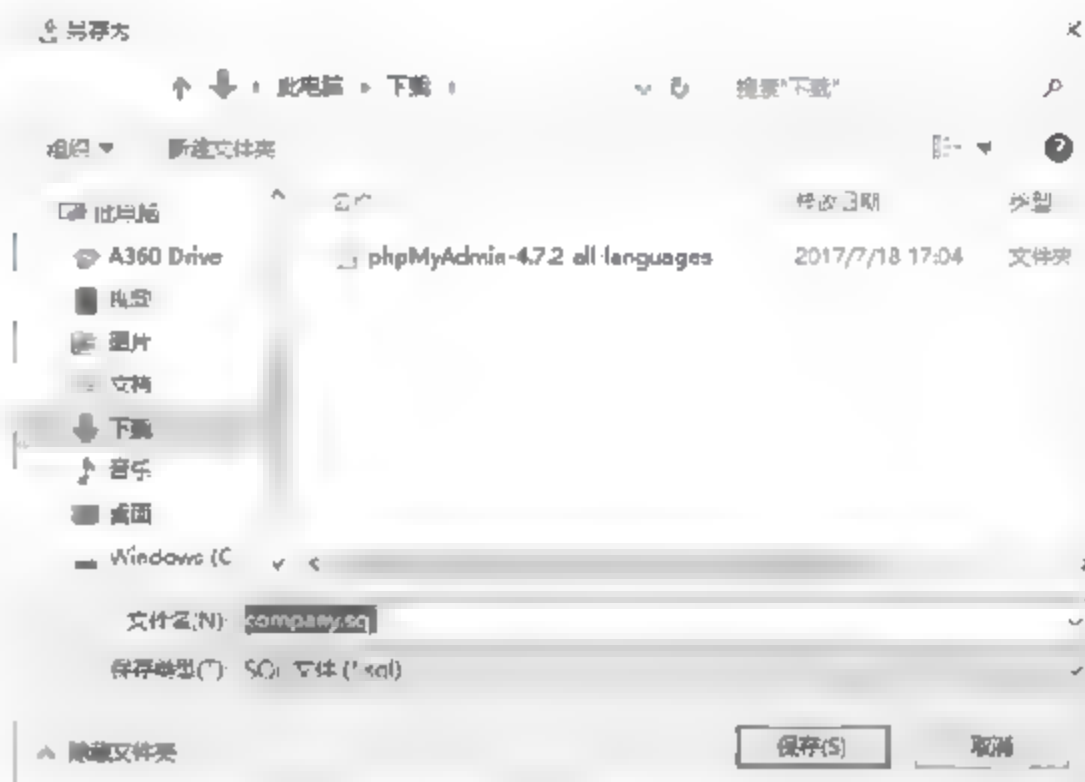 另存为
此电脑 下载 搜索"下载"
组织 新建文件夹
名称 修改日期 类型
此电脑
A360 Drive phpMyAdmin-4.7.2-all-languages 2017/7/18 17:04 文件夹
视频
图片
文档
下载
音乐
桌面
Windows (C
文件名(N): company.sql
保存类型(T): SQL 文件 (*.sql)
隐藏文件夹 保存(S) 取消